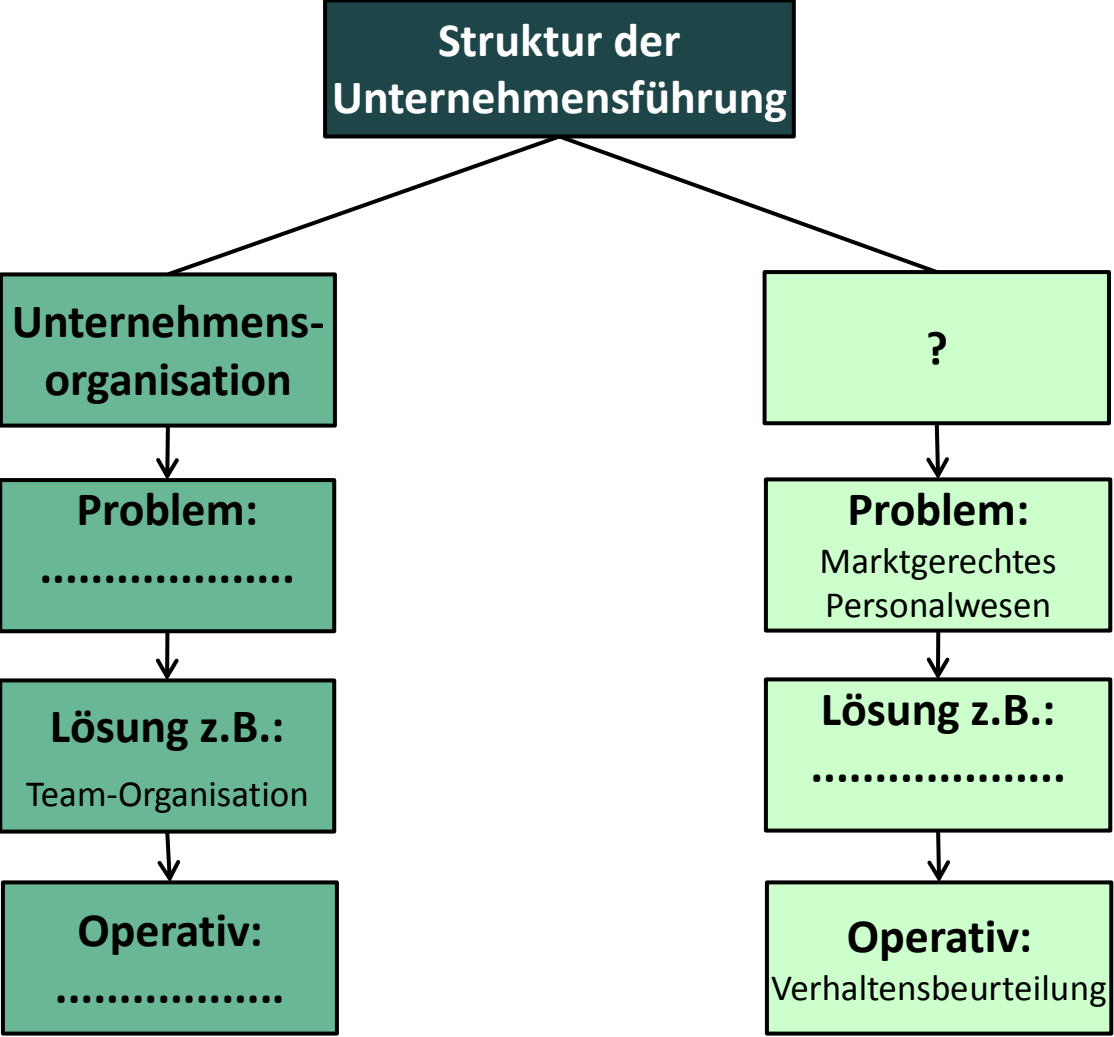 Struktur der
Unternehmensführung
Unternehmens-
organisation
Problem:
....................
Lösung z.B.:
Team-Organisation
Operativ:
..................
?
Problem:
Marktgerechtes
Personalwesen
Lösung z.B.:
....................
Operativ:
Verhaltensbeurteilung